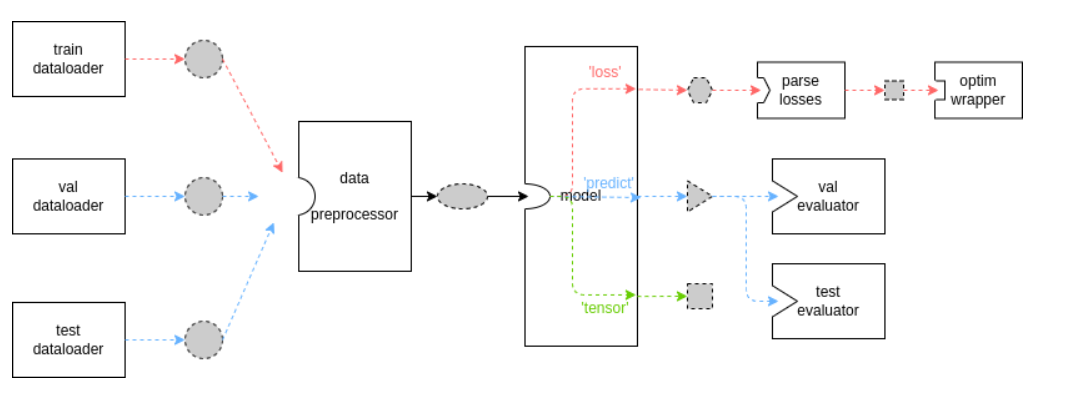 train
dataloader
val
dataloader
test
dataloader
data
preprocessor
model
'loss'
'predict'
'tensor'
parse
losses
optim
wrapper
val
evaluator
test
evaluator